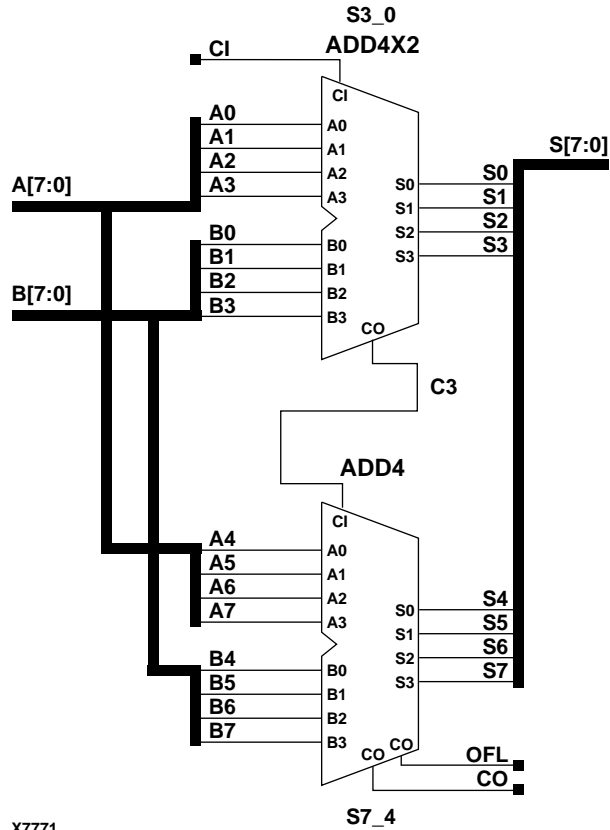 S3_0
ADD4X2
CI
CI
A0
A1
A2
A3
A0
A1
A2
A3
A[7:0]
B0
B1
B2
B3
B0
B1
B2
B3
B[7:0]
S0
S1
S2
S3
S0
S1
S2
S3
S[7:0]
CO
C3
ADD4
CI
A4
A5
A6
A7
A0
A1
A2
A3
B4
B5
B6
B7
B0
B1
B2
B3
S0
S1
S2
S3
S4
S5
S6
S7
CO
CO
OFL
CO
S7_4
X7771